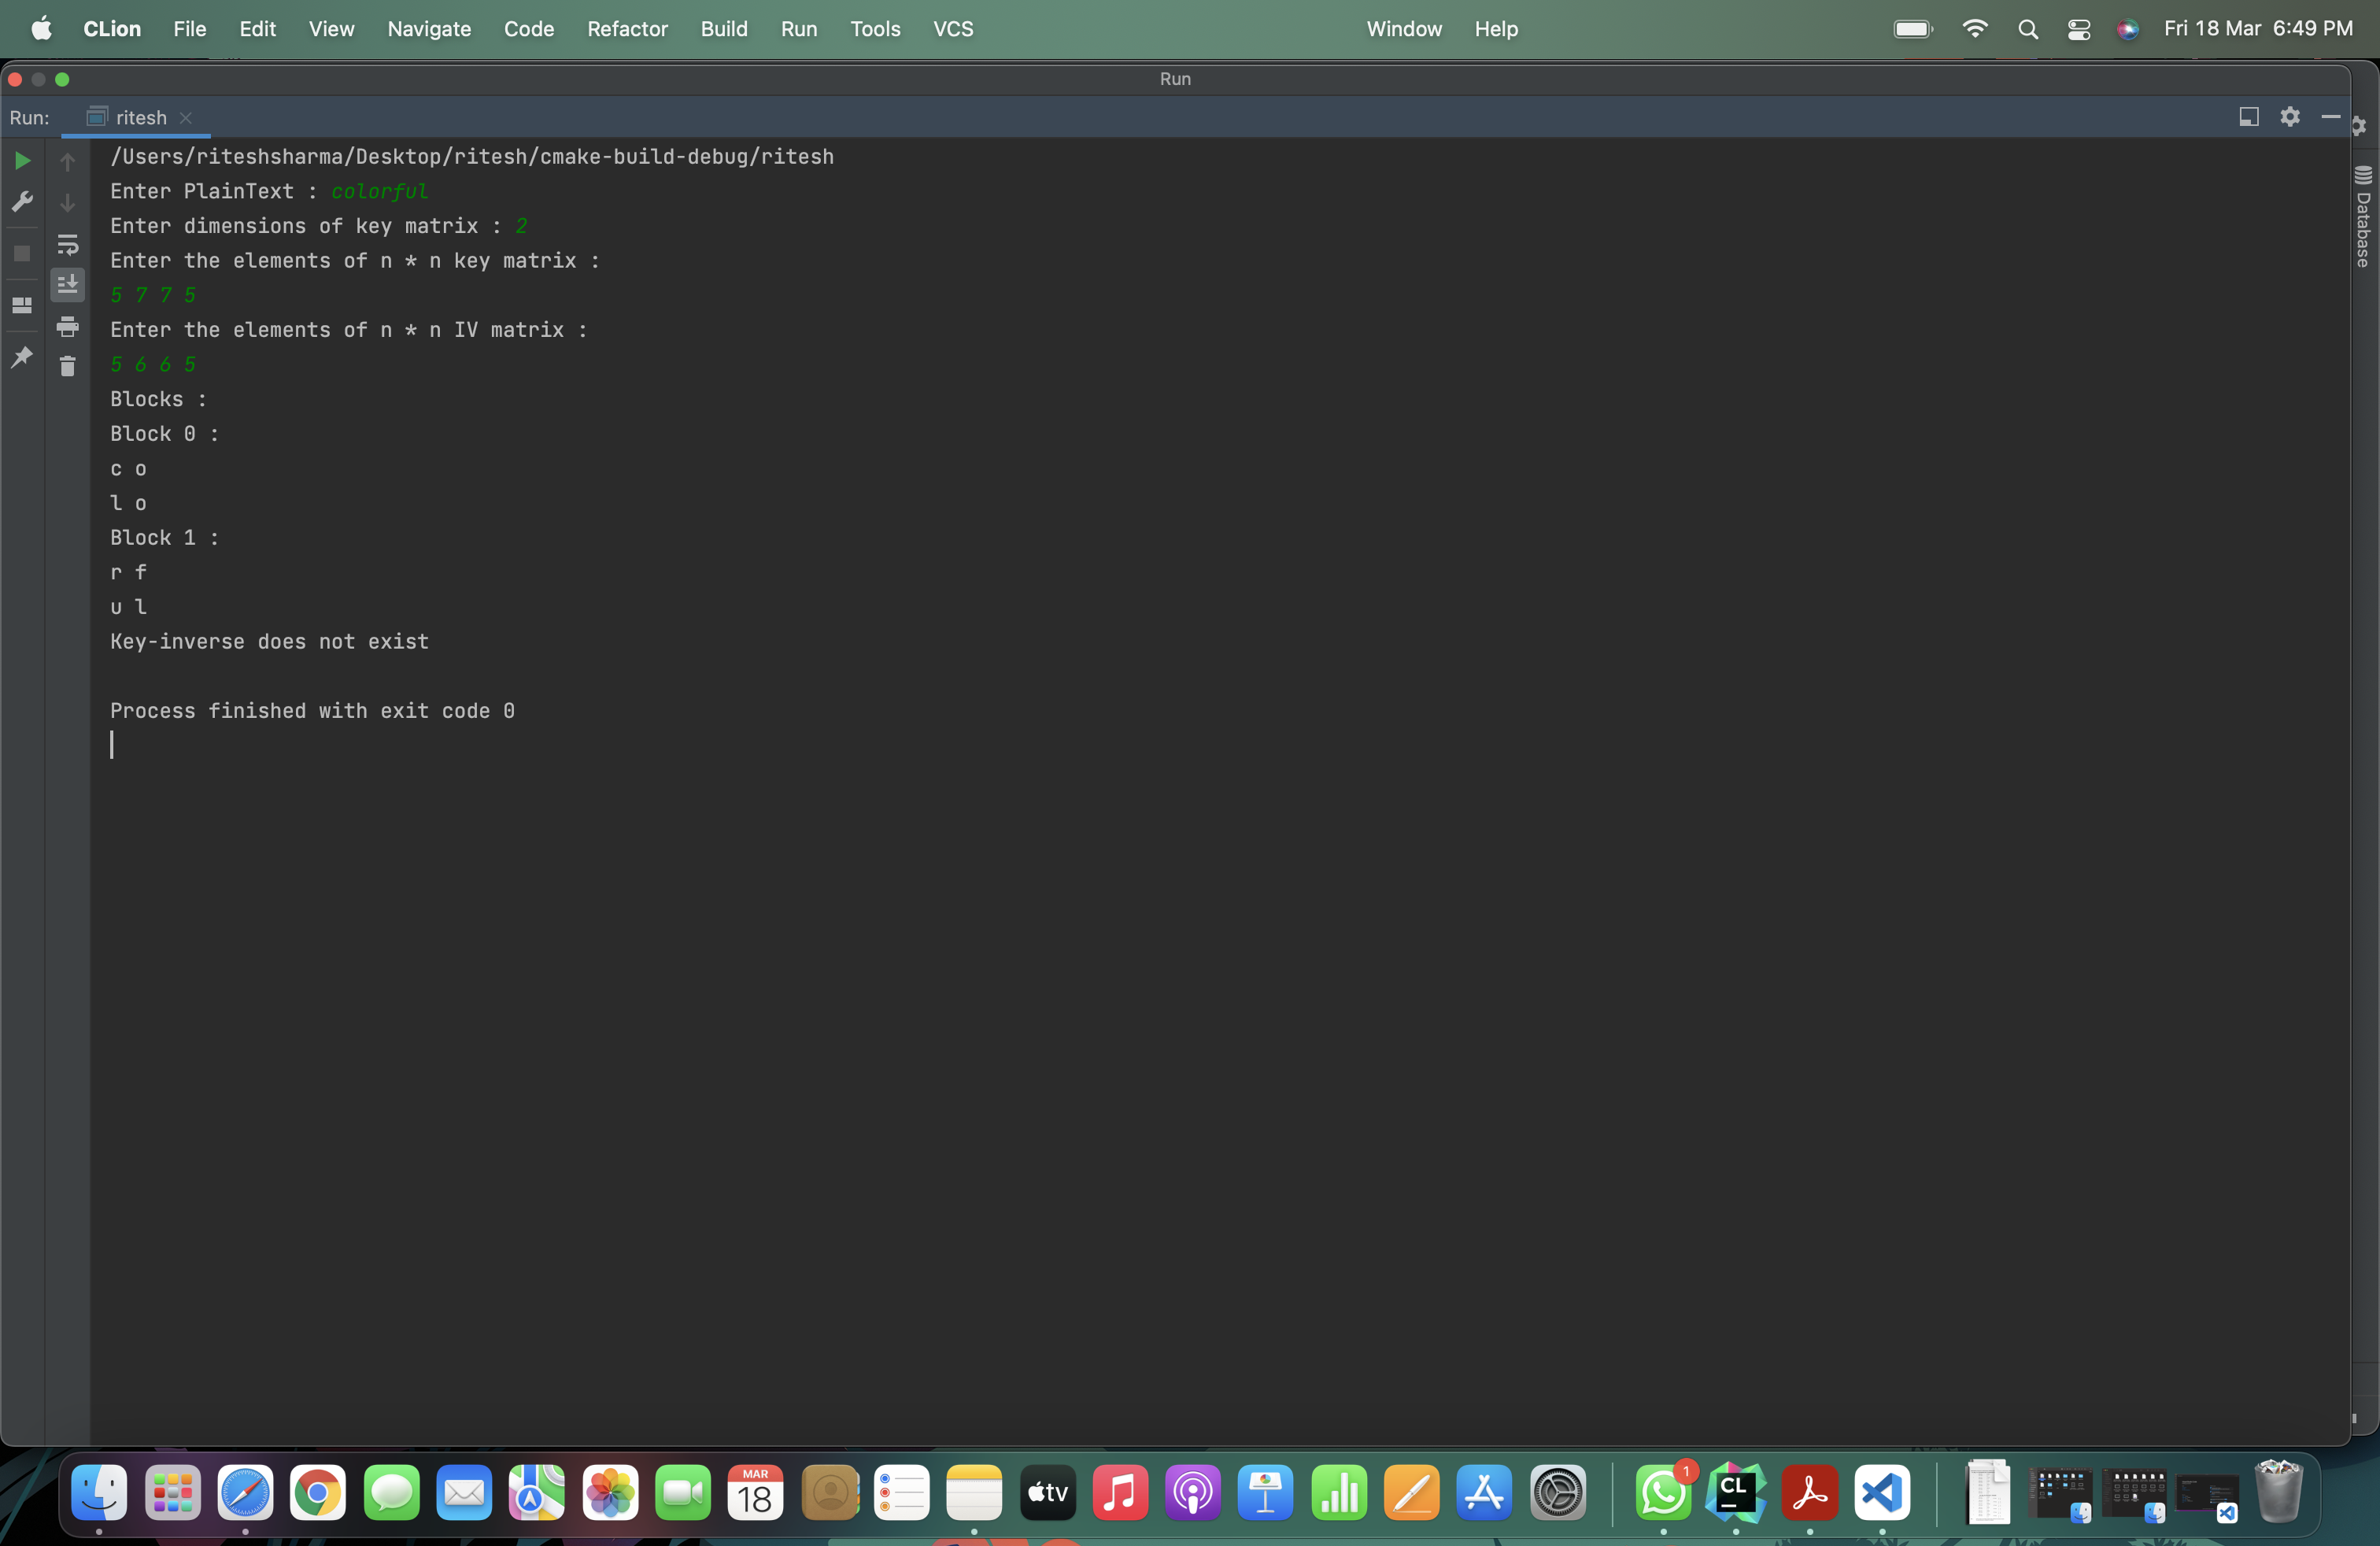 CLion File Edit View Navigate Code Refactor Build Run Tools VCS Window Help Fri 18 Mar 6:49 PM
Run
Run: ritesh
/Users/riteshsharma/Desktop/ritesh/cmake-build-debug/ritesh
Enter PlainText : colorful
Enter dimensions of key matrix : 2
Enter the elements of n * n key matrix :
5 7 7 5
Enter the elements of n * n IV matrix :
5 6 6 5
Blocks :
Block 0 :
c o
l o
Block 1 :
r f
u l
Key-inverse does not exist
Process finished with exit code 0
Database
MAR
18
tv
1
CL